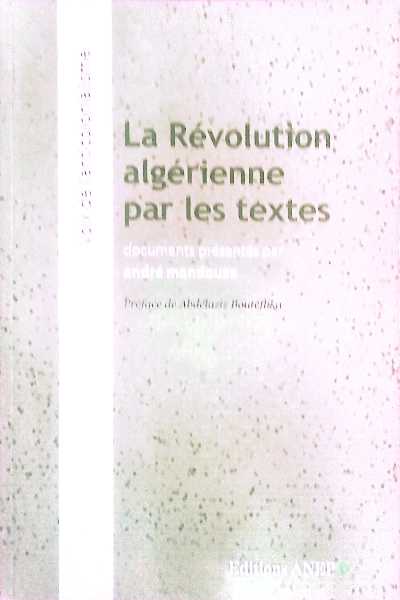 La Révolution
algérienne
par les textes
documents présentés par
andré mandouze
Préface de Abdelaziz Bouteflika
Editions ANEP